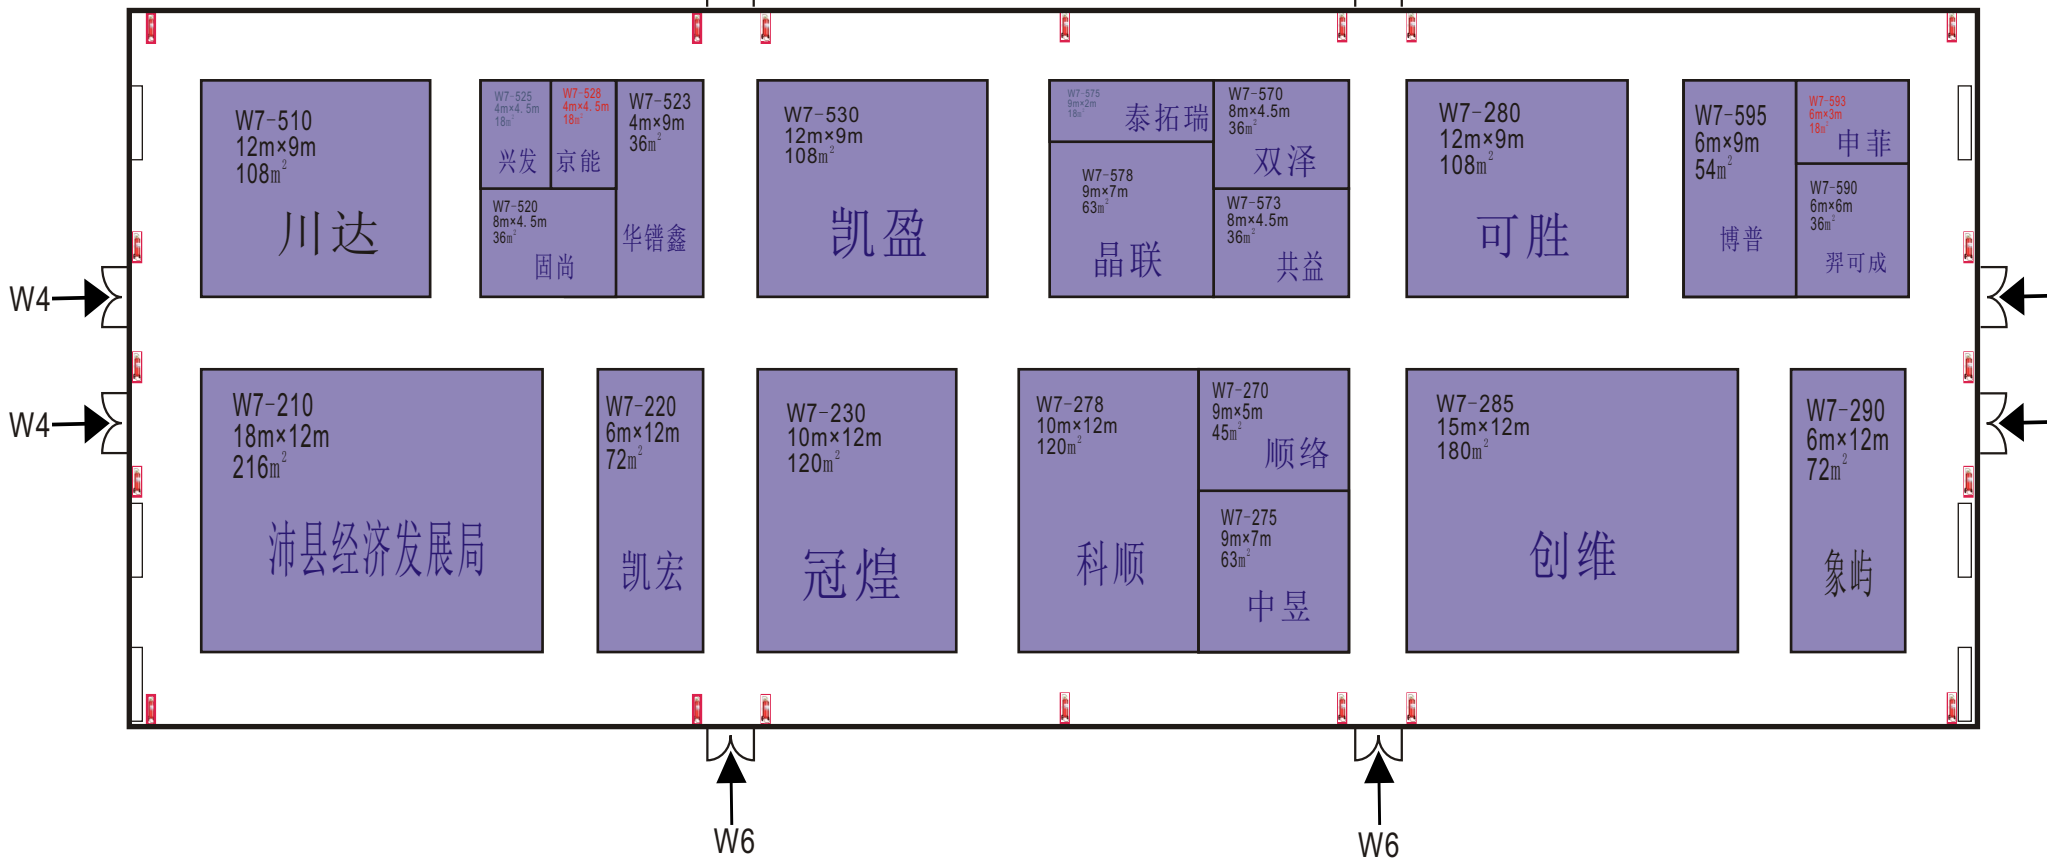 W7-510
12m×9m
108㎡
川达
W7-525
4m×4.5m
18㎡
兴发
W7-528
4m×4.5m
18㎡
京能
W7-523
4m×9m
36㎡
华锴鑫
W7-520
8m×4.5m
36㎡
固尚
W7-530
12m×9m
108㎡
凯盈
W7-575
9m×2m
18㎡
泰拓瑞
W7-570
8m×4.5m
36㎡
双泽
W7-578
9m×7m
63㎡
晶联
W7-573
8m×4.5m
36㎡
共益
W7-280
12m×9m
108㎡
可胜
W7-595
6m×9m
54㎡
博普
W7-593
6m×3m
18㎡
申菲
W7-590
6m×6m
36㎡
羿可成
W4
W4
W7-210
18m×12m
216㎡
沛县经济发展局
W7-220
6m×12m
72㎡
凯宏
W7-230
10m×12m
120㎡
冠煌
W7-278
10m×12m
120㎡
科顺
W7-270
9m×5m
45㎡
顺络
W7-275
9m×7m
63㎡
中昱
W7-285
15m×12m
180㎡
创维
W7-290
6m×12m
72㎡
象屿
W6
W6